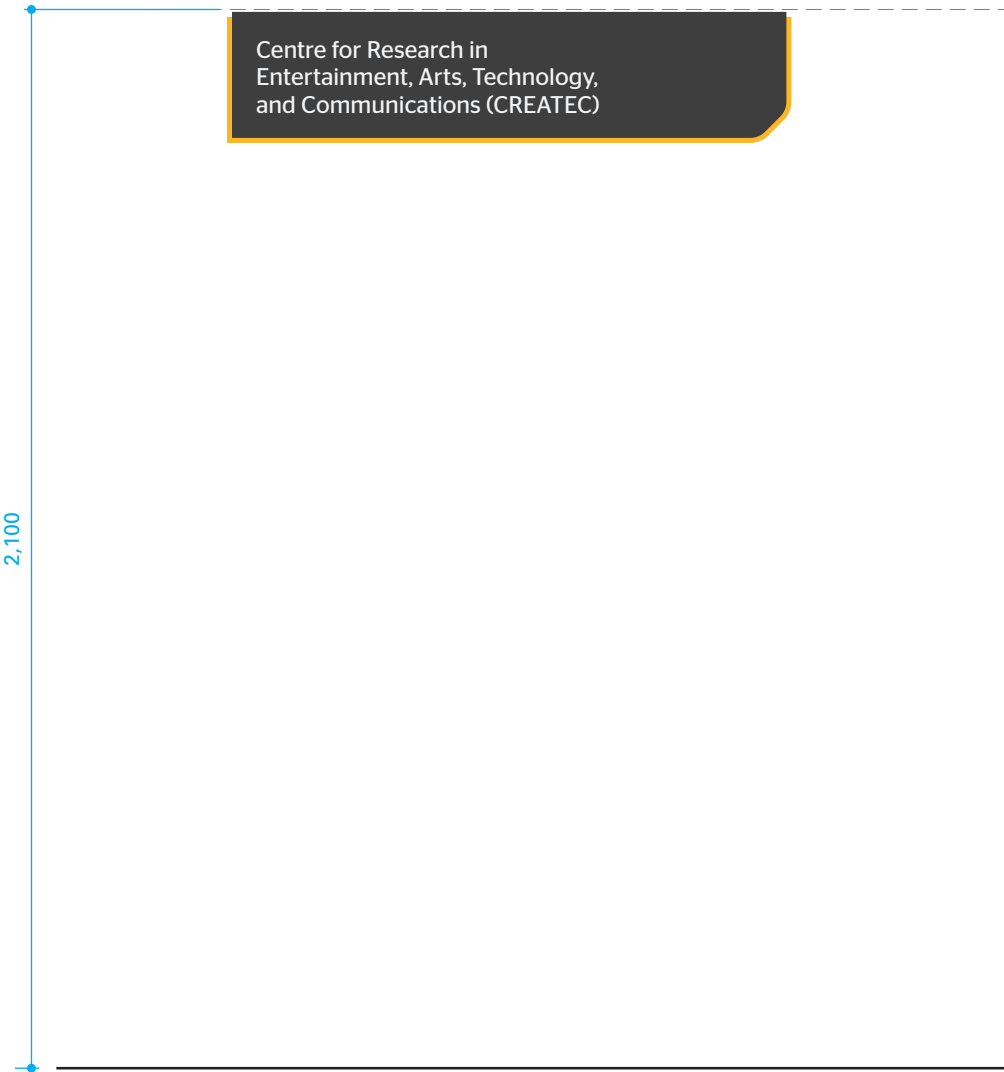 Centre for Research in
Entertainment, Arts, Technology,
and Communications (CREATEC)
2,100